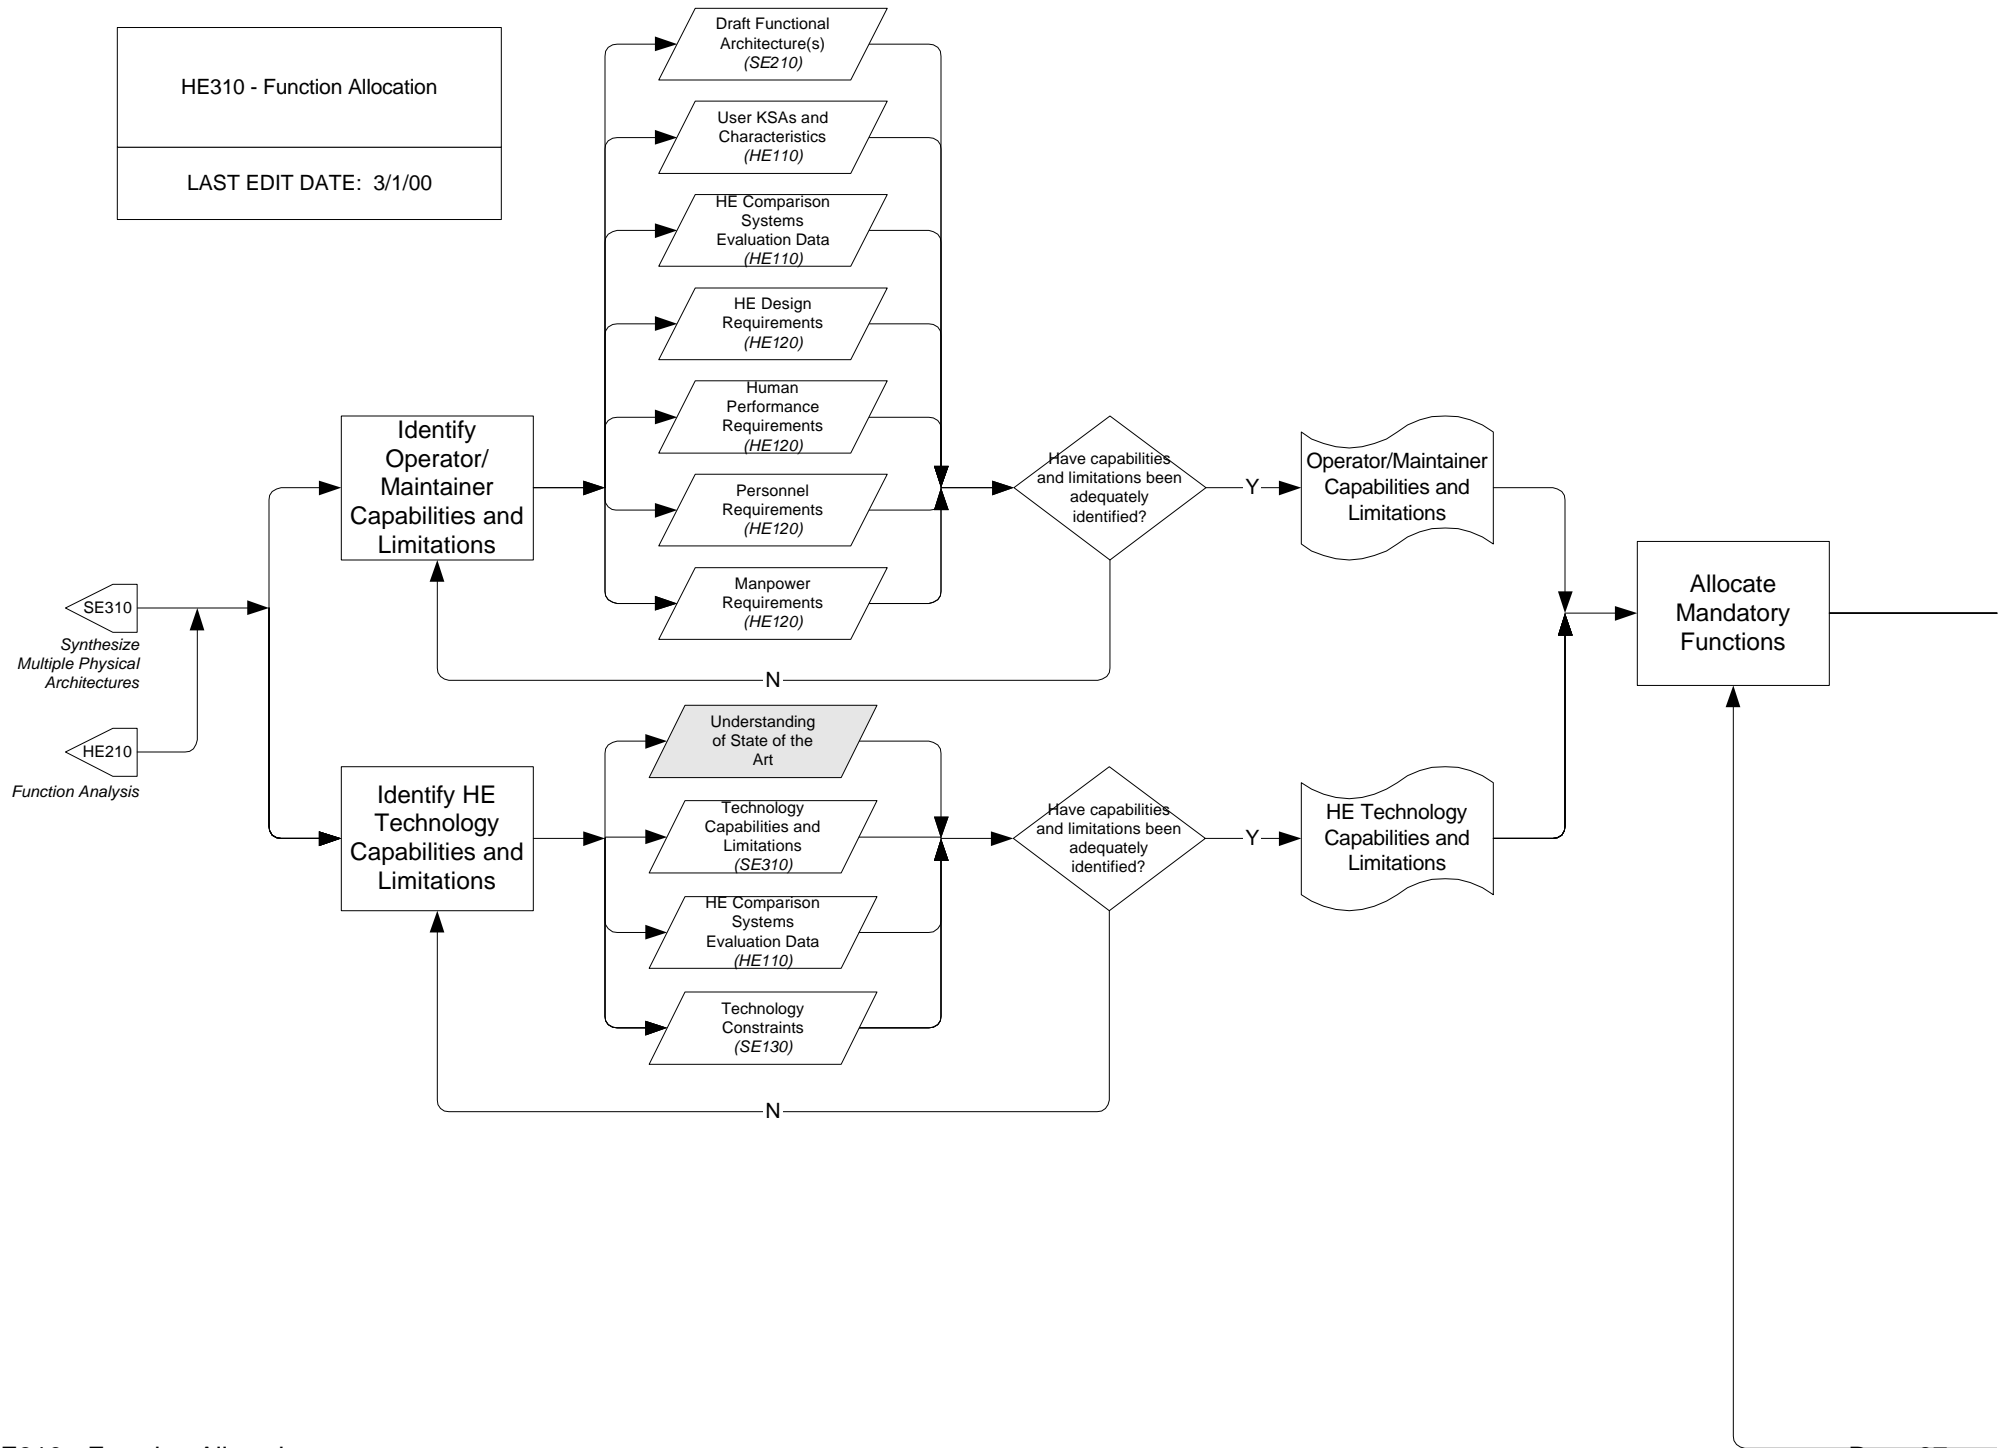 HE310 - Function Allocation
LAST EDIT DATE:  3/1/00
Draft Functional
Architecture(s)
(SE210)
User KSAs and
Characteristics
(HE110)
HE Comparison
Systems
Evaluation Data
(HE110)
HE Design
Requirements
(HE120)
Human
Performance
Requirements
(HE120)
Personnel
Requirements
(HE120)
Manpower
Requirements
(HE120)
Identify
Operator/
Maintainer
Capabilities and
Limitations
Have capabilities
and limitations been
adequately
identified?
Y
Operator/Maintainer
Capabilities and
Limitations
N
SE310
Synthesize
Multiple Physical
Architectures
HE210
Function Analysis
Allocate
Mandatory
Functions
Identify HE
Technology
Capabilities and
Limitations
Understanding
of State of the
Art
Technology
Capabilities and
Limitations
(SE310)
HE Comparison
Systems
Evaluation Data
(HE110)
Technology
Constraints
(SE130)
Have capabilities
and limitations been
adequately
identified?
Y
HE Technology
Capabilities and
Limitations
N